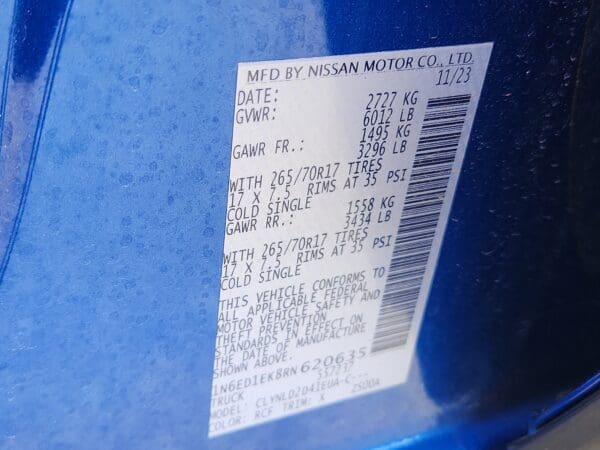 MFD BY NISSAN MOTOR CO., LTD.
DATE: 11/23
GVWR: 2727 KG
6012 LB
GAWR FR.: 1495 KG
3296 LB
WITH 265/70R17 TIRES
17 X 7.5 RIMS AT 35 PSI
COLD SINGLE
GAWR RR.: 1558 KG
3434 LB
WITH 265/70R17 TIRES
17 X 7.5 RIMS AT 35 PSI
COLD SINGLE
THIS VEHICLE CONFORMS TO
ALL APPLICABLE FEDERAL
MOTOR VEHICLE SAFETY AND
THEFT PREVENTION
STANDARDS IN EFFECT ON
THE DATE OF MANUFACTURE
SHOWN ABOVE.
1N6ED1EK8RN620635
TRUCK
MODEL: CLYNLD2D41EUA-C---
COLOR: RCF TRIM: X 2500A